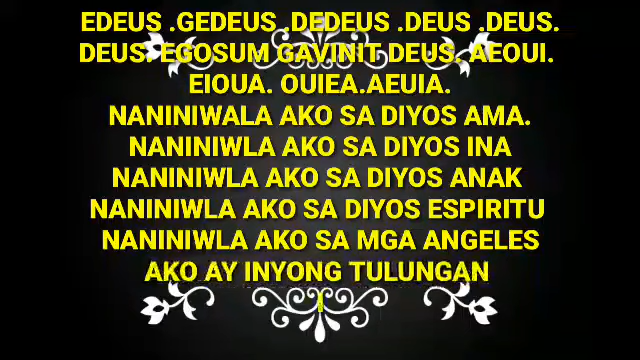 EDEUS .GEDEUS .DEDEUS .DEUS .DEUS.
DEUS. EGOSUM GAVINIT DEUS. AEOUI.
EIOUA. OUIEA.AEUIA.
NANINIWALA AKO SA DIYOS AMA.
NANINIWLA AKO SA DIYOS INA
NANINIWLA AKO SA DIYOS ANAK
NANINIWLA AKO SA DIYOS ESPIRITU
NANINIWLA AKO SA MGA ANGELES
AKO AY INYONG TULUNGAN